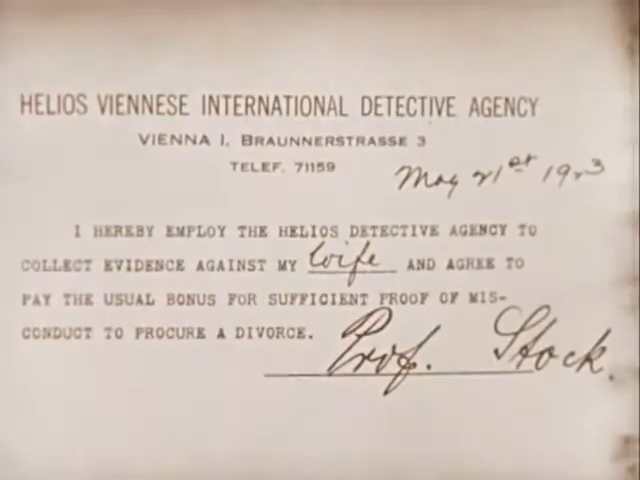 HELIOS VIENNESE INTERNATIONAL DETECTIVE AGENCY
VIENNA I, BRAUNNERSTRASSE 3
TELEF. 71159
May 21st 1923
I HEREBY EMPLOY THE HELIOS DETECTIVE AGENCY TO
COLLECT EVIDENCE AGAINST MY wife AND AGREE TO
PAY THE USUAL BONUS FOR SUFFICIENT PROOF OF MIS-
CONDUCT TO PROCURE A DIVORCE.
Prof. Stock.